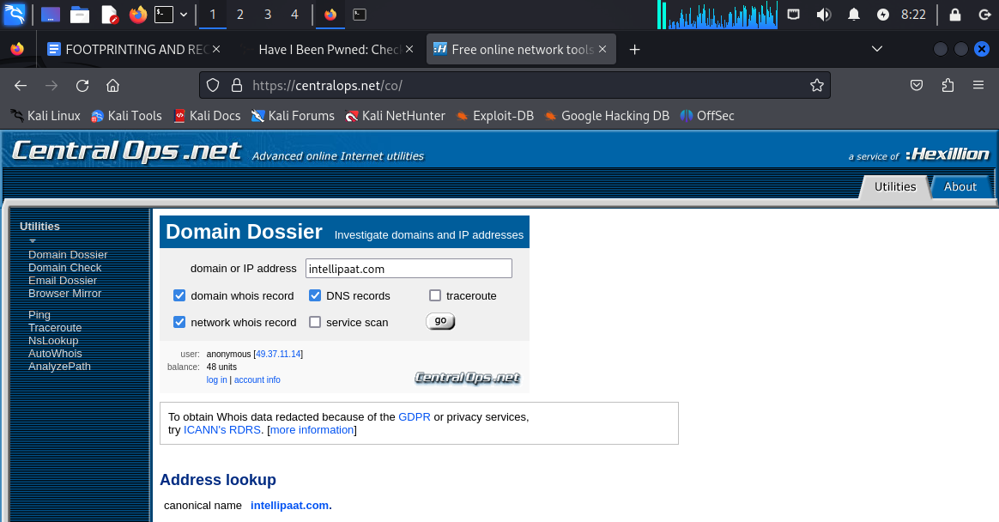 1 2 3 4 8:22
FOOTPRINTING AND REC Have I Been Pwned: Chec Free online network tools
https://centralops.net/co/
Kali Linux Kali Tools Kali Docs Kali Forums Kali NetHunter Exploit-DB Google Hacking DB OffSec
Central Ops.net Advanced online Internet utilities a service of :Hexillion
Utilities About
Utilities
Domain Dossier
Domain Check
Email Dossier
Browser Mirror
Ping
Traceroute
NsLookup
AutoWhois
AnalyzePath
Domain Dossier Investigate domains and IP addresses
domain or IP address intellipaat.com
domain whois record DNS records traceroute
network whois record service scan go
user: anonymous [49.37.11.14]
balance: 48 units
log in | account info
Central Ops.net
To obtain Whois data redacted because of the GDPR or privacy services,
try ICANN's RDRS. [more information]
Address lookup
canonical name intellipaat.com.